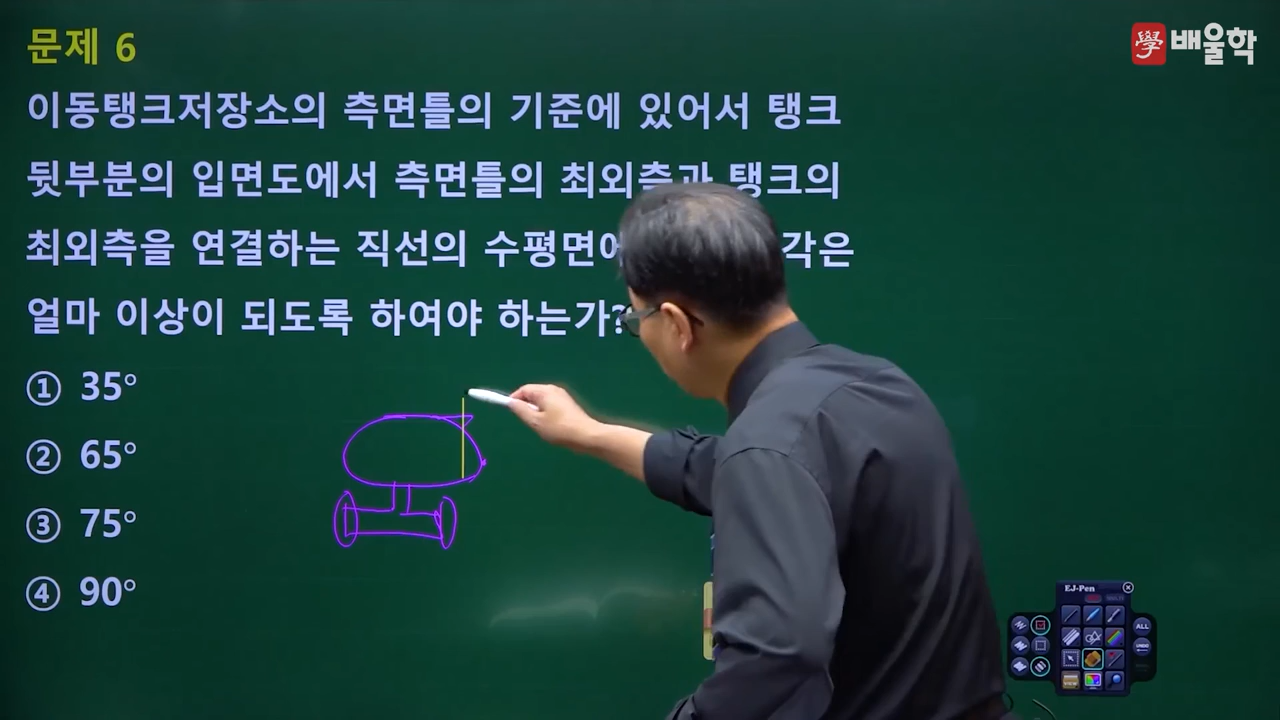 문제 6
學 배울학
이동탱크저장소의 측면틀의 기준에 있어서 탱크
뒷부분의 입면도에서 측면틀의 최외측과 탱크의
최외측을 연결하는 직선의 수평면에 각은
얼마 이상이 되도록 하여야 하는가?
① 35°
② 65°
③ 75°
④ 90°
EJ-Pen
ALL
UNDO